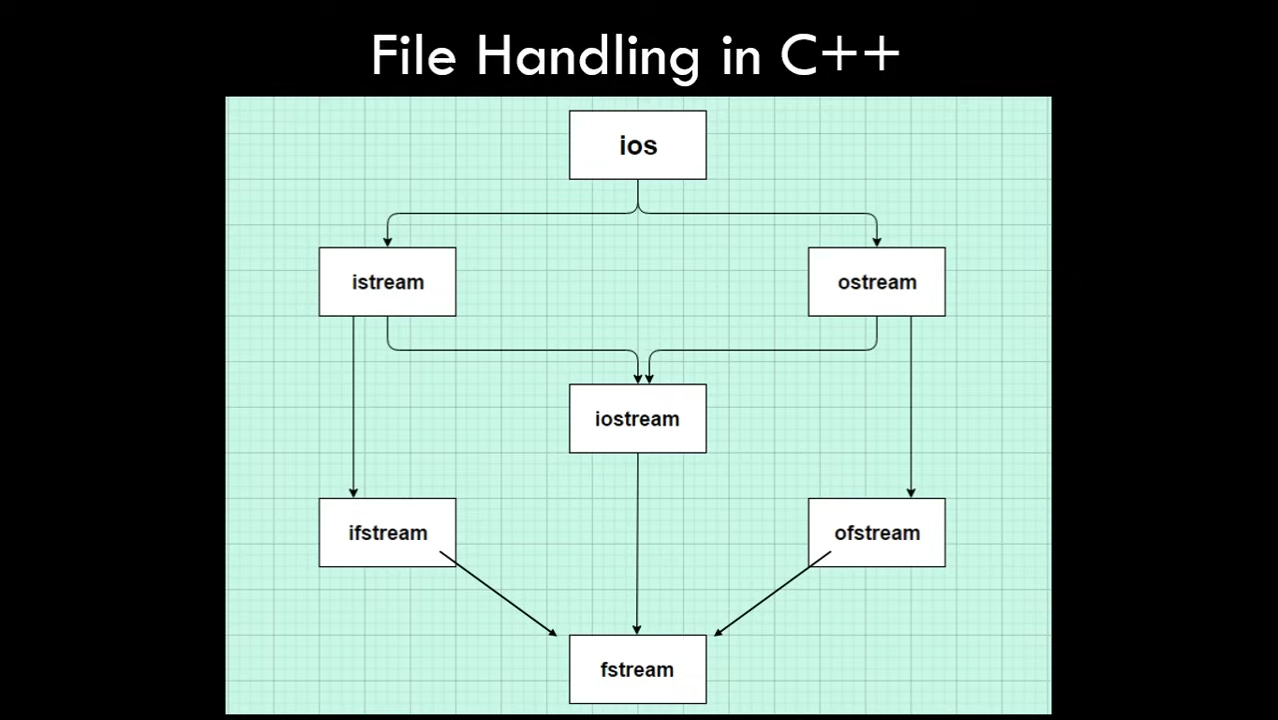 File Handling in C++
ios
istream
ostream
iostream
ifstream
ofstream
fstream